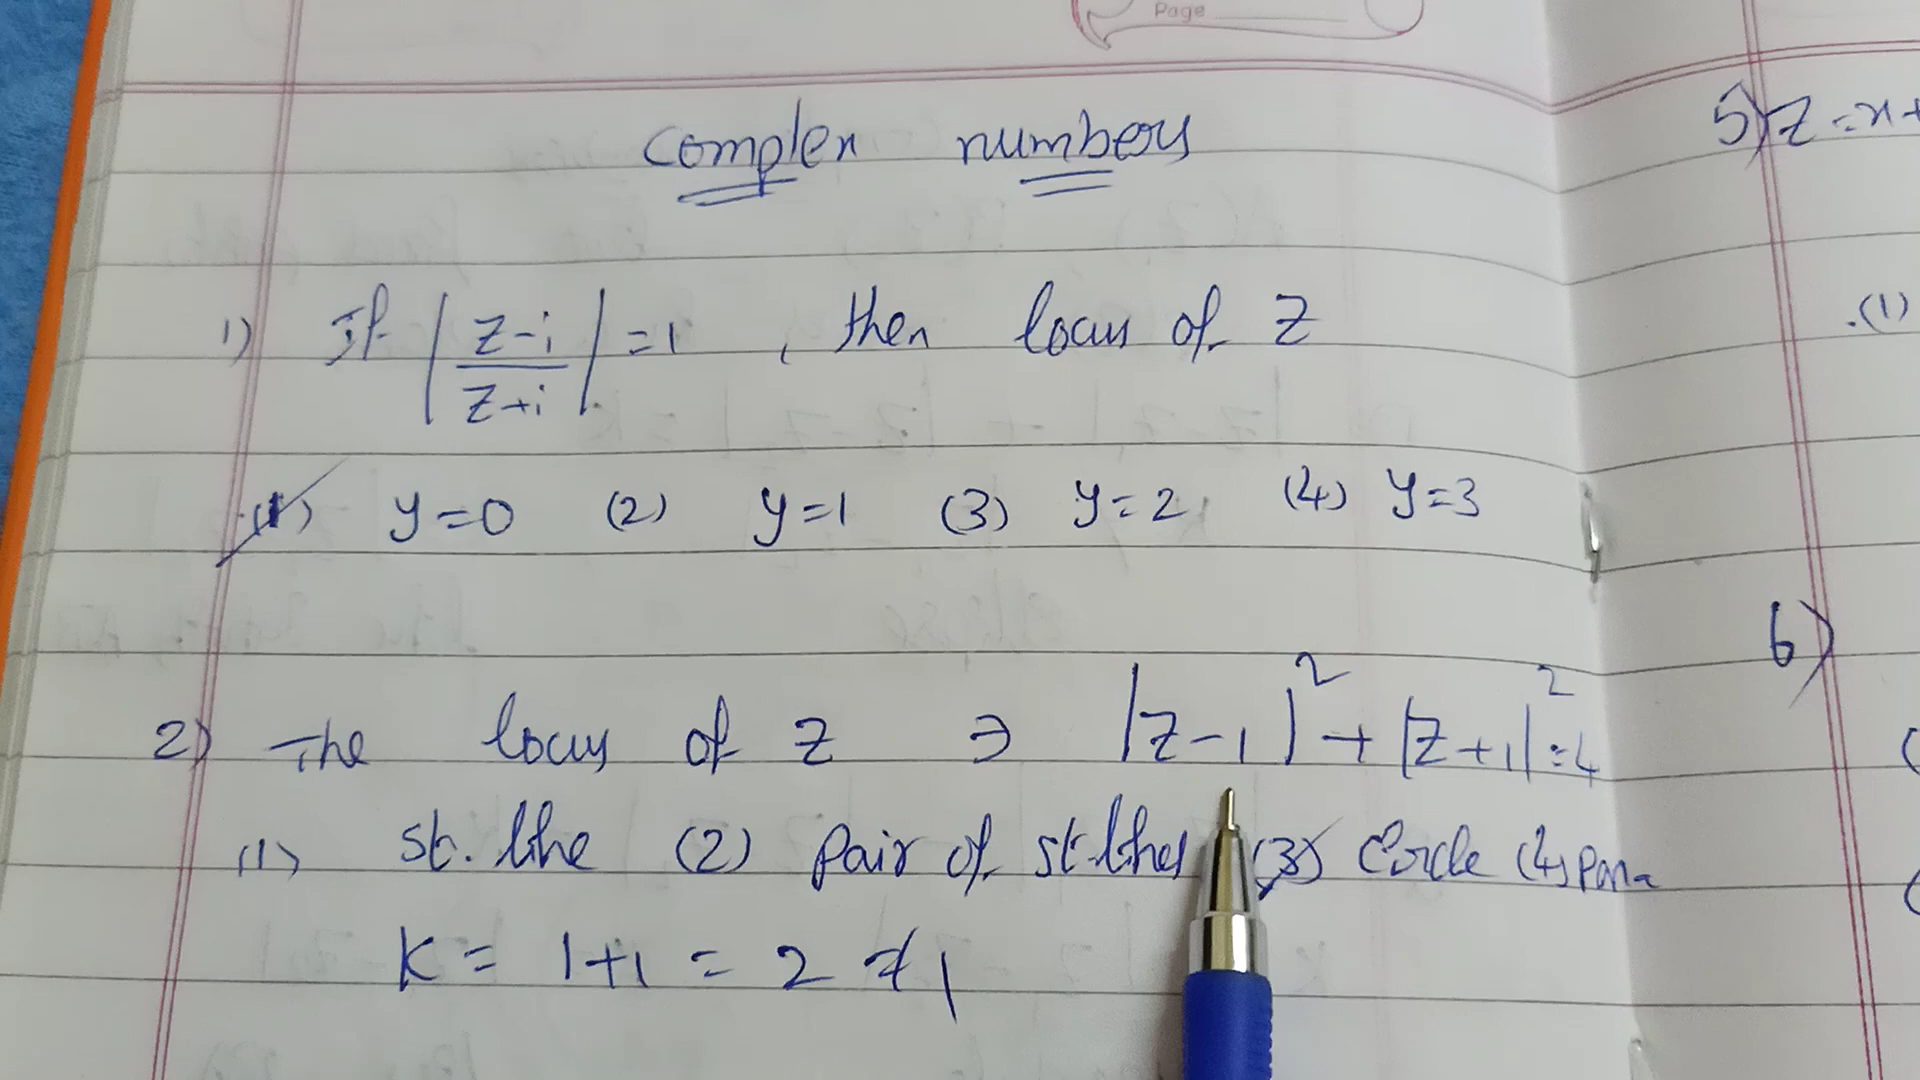 Page
Complex numbers
1) If |z-i/z+i| = 1, then locus of z
(1) y=0 (2) y=1 (3) y=2 (4) y=3
2) The locus of z ∋ |z-1|² + |z+1|² = 4
(1) st. line (2) pair of st. lines (3) Circle (4) Para
K = 1+1 = 2 ≠ 1
5) z = x+
(1)
6)